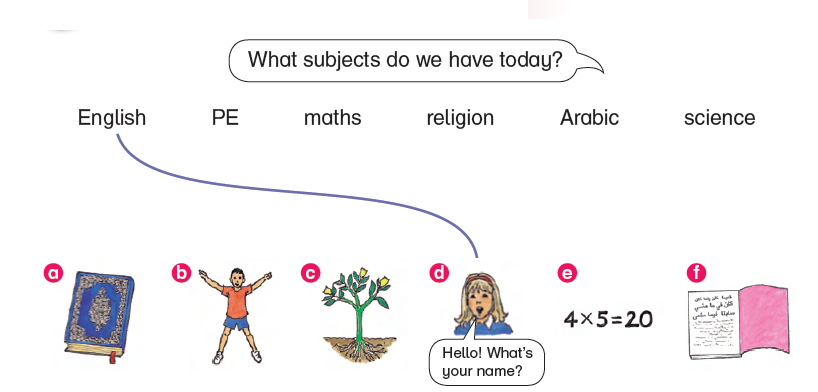 What subjects do we have today?
English PE maths religion Arabic science
a b c d e f
4×5=20
Hello! What's
your name?